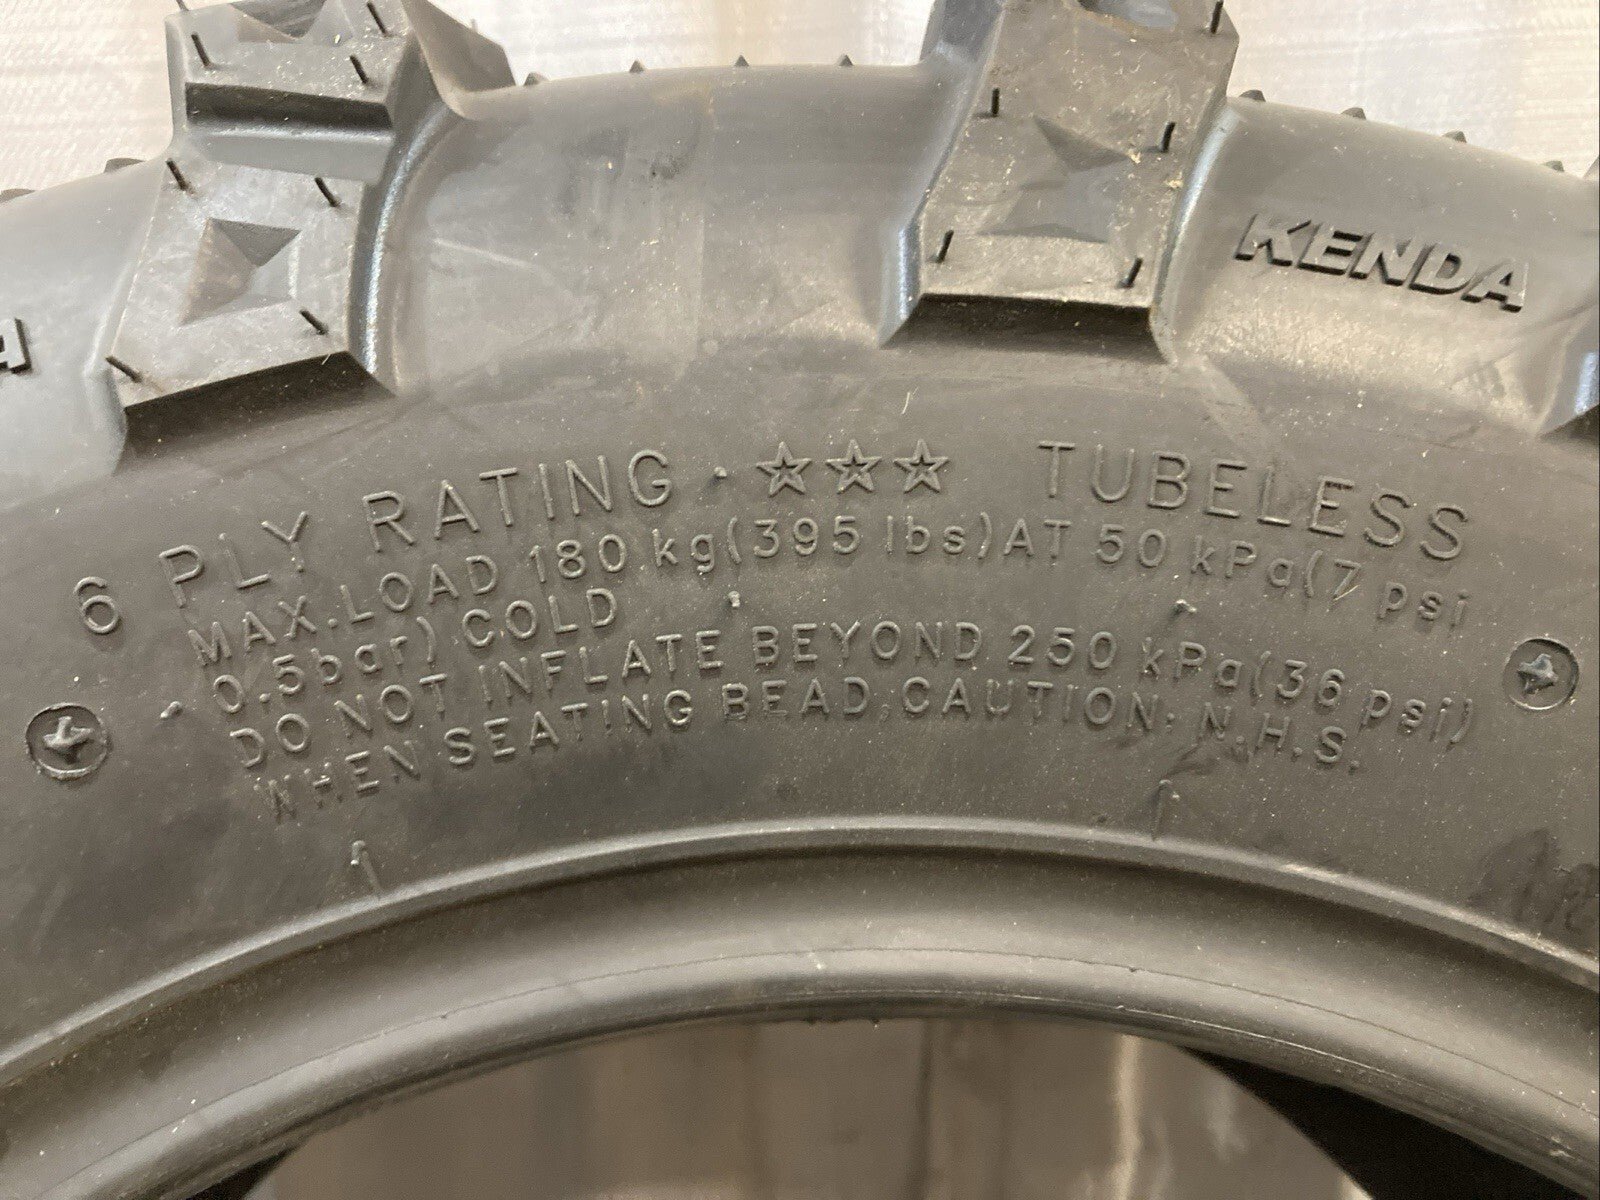 KENDA
A
6 PLY RATING ☆☆☆ TUBELESS
MAX.LOAD 180 kg(395 lbs)AT 50 kPa(7 psi
0.5bar) COLD
DO NOT INFLATE BEYOND 250 kPa(36 psi)
WHEN SEATING BEAD,CAUTION: N.H.S.